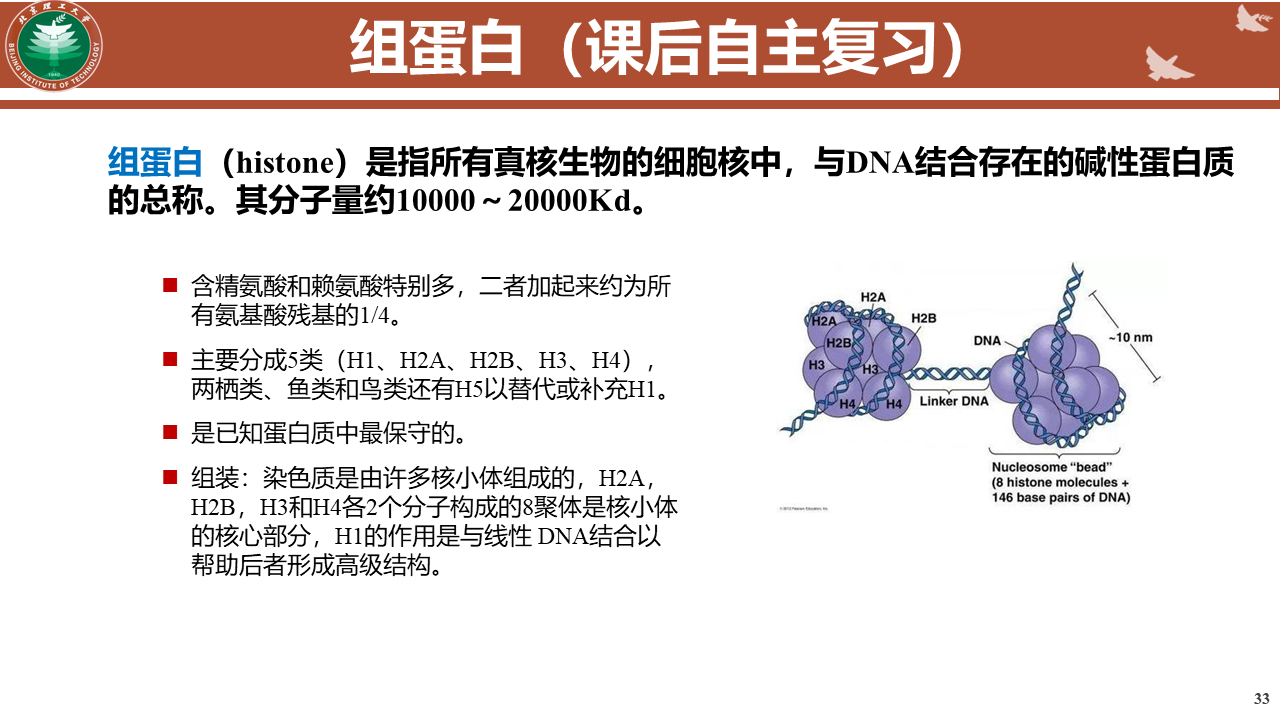 组蛋白（课后自主复习）
北京理工大学
1940
BEIJING INSTITUTE OF TECHNOLOGY
组蛋白（histone）是指所有真核生物的细胞核中，与DNA结合存在的碱性蛋白质
的总称。其分子量约10000～20000Kd。
含精氨酸和赖氨酸特别多，二者加起来约为所
有氨基酸残基的1/4。
主要分成5类（H1、H2A、H2B、H3、H4），
两栖类、鱼类和鸟类还有H5以替代或补充H1。
是已知蛋白质中最保守的。
组装：染色质是由许多核小体组成的，H2A，
H2B，H3和H4各2个分子构成的8聚体是核小体
的核心部分，H1的作用是与线性 DNA结合以
帮助后者形成高级结构。
H2A
H2A
H2B
H2B
H3
H3
H4
H4
DNA
~10 nm
Linker DNA
Nucleosome “bead”
(8 histone molecules +
146 base pairs of DNA)
© 2012 Pearson Education, Inc.
33